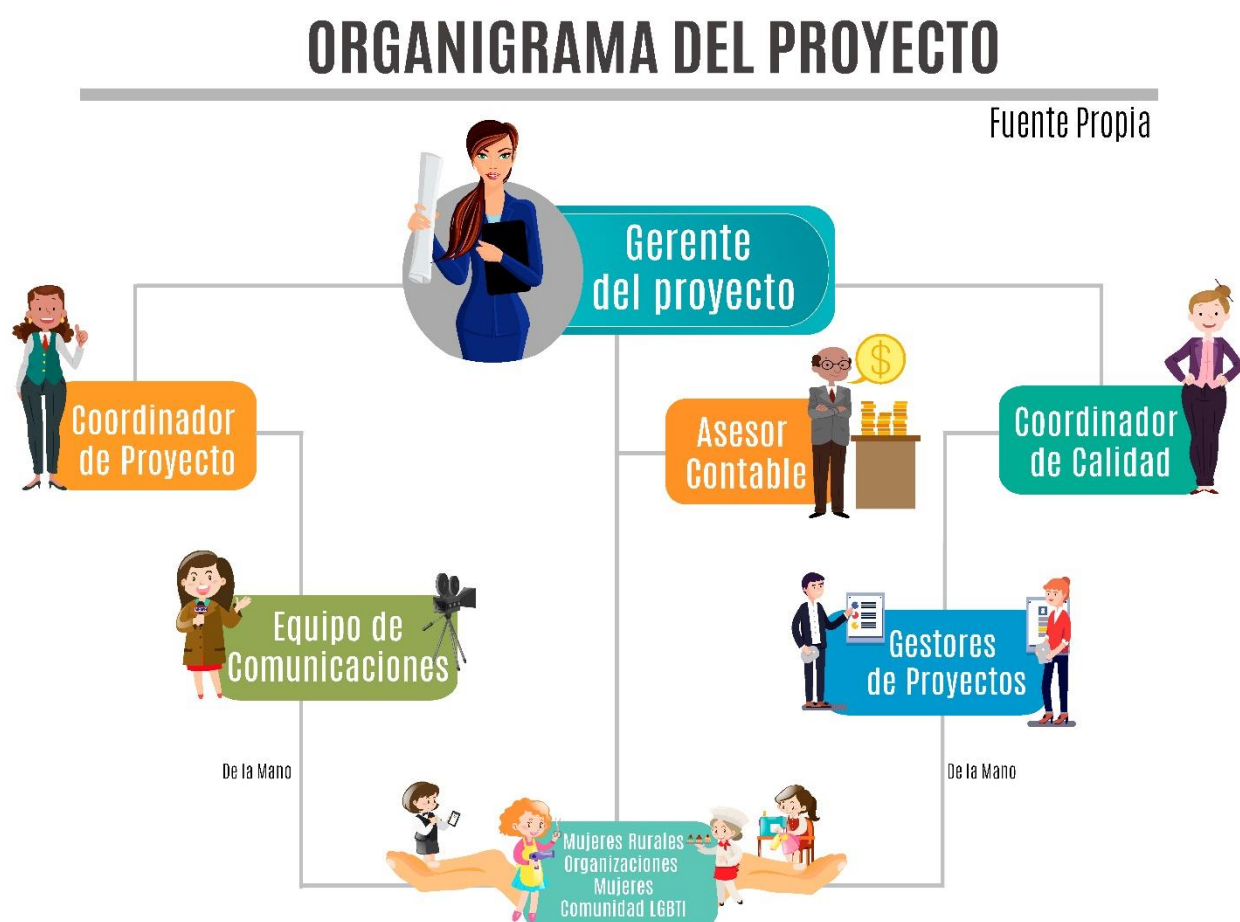 ORGANIGRAMA DEL PROYECTO
Fuente Propia
Gerente
del proyecto
Coordinador
de Proyecto
Asesor
Contable
$
Coordinador
de Calidad
Equipo de
Comunicaciones
Gestores
de Proyectos
De la Mano
De la Mano
Mujeres Rurales
Organizaciones
Mujeres
Comunidad LGBTI